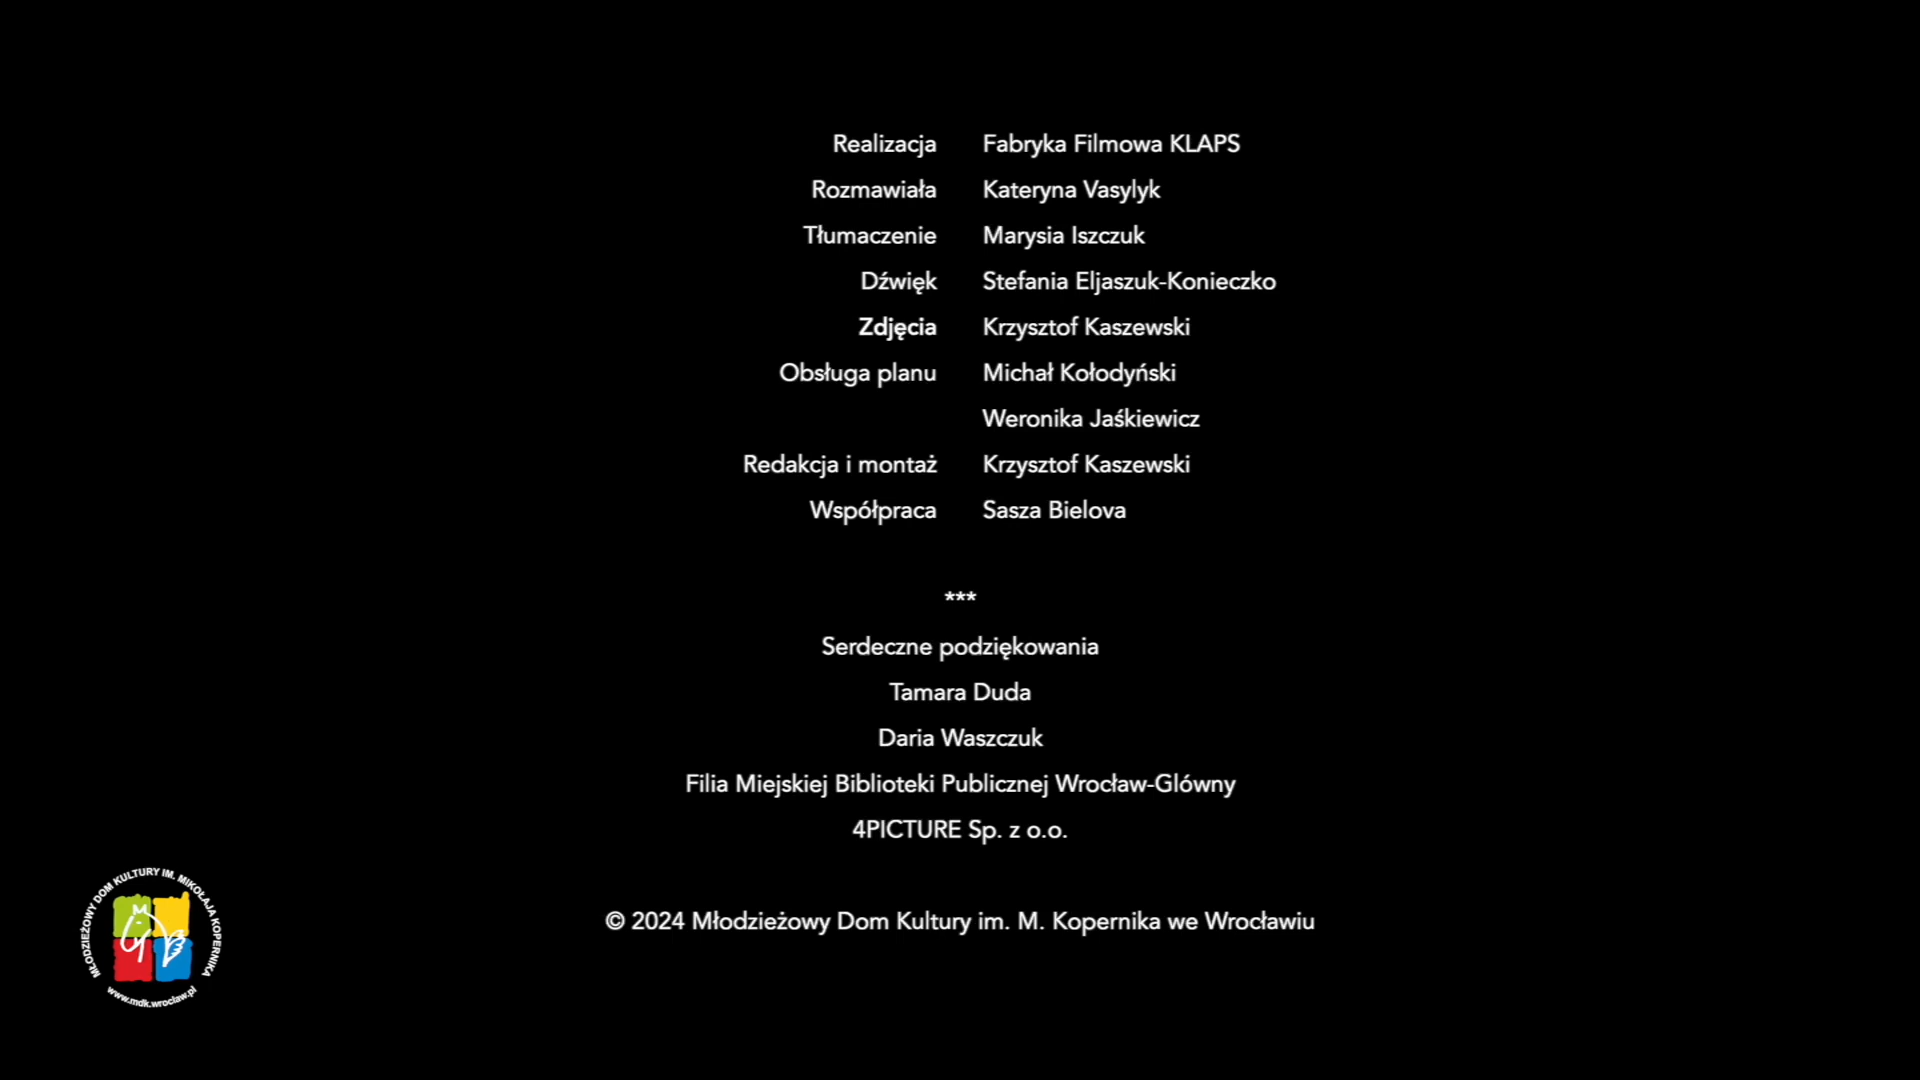 Realizacja Fabryka Filmowa KLAPS
Rozmawiała Kateryna Vasylyk
Tłumaczenie Marysia Iszczuk
Dźwięk Stefania Eljaszuk-Konieczko
Zdjęcia Krzysztof Kaszewski
Obsługa planu Michał Kołodyński
Weronika Jaśkiewicz
Redakcja i montaż Krzysztof Kaszewski
Współpraca Sasza Bielova
***
Serdeczne podziękowania
Tamara Duda
Daria Waszczuk
Filia Miejskiej Biblioteki Publicznej Wrocław-Glówny
4PICTURE Sp. z o.o.
© 2024 Młodzieżowy Dom Kultury im. M. Kopernika we Wrocławiu
MŁODZIEŻOWY DOM KULTURY IM. MIKOŁAJA KOPERNIKA
www.mdk.wroclaw.pl